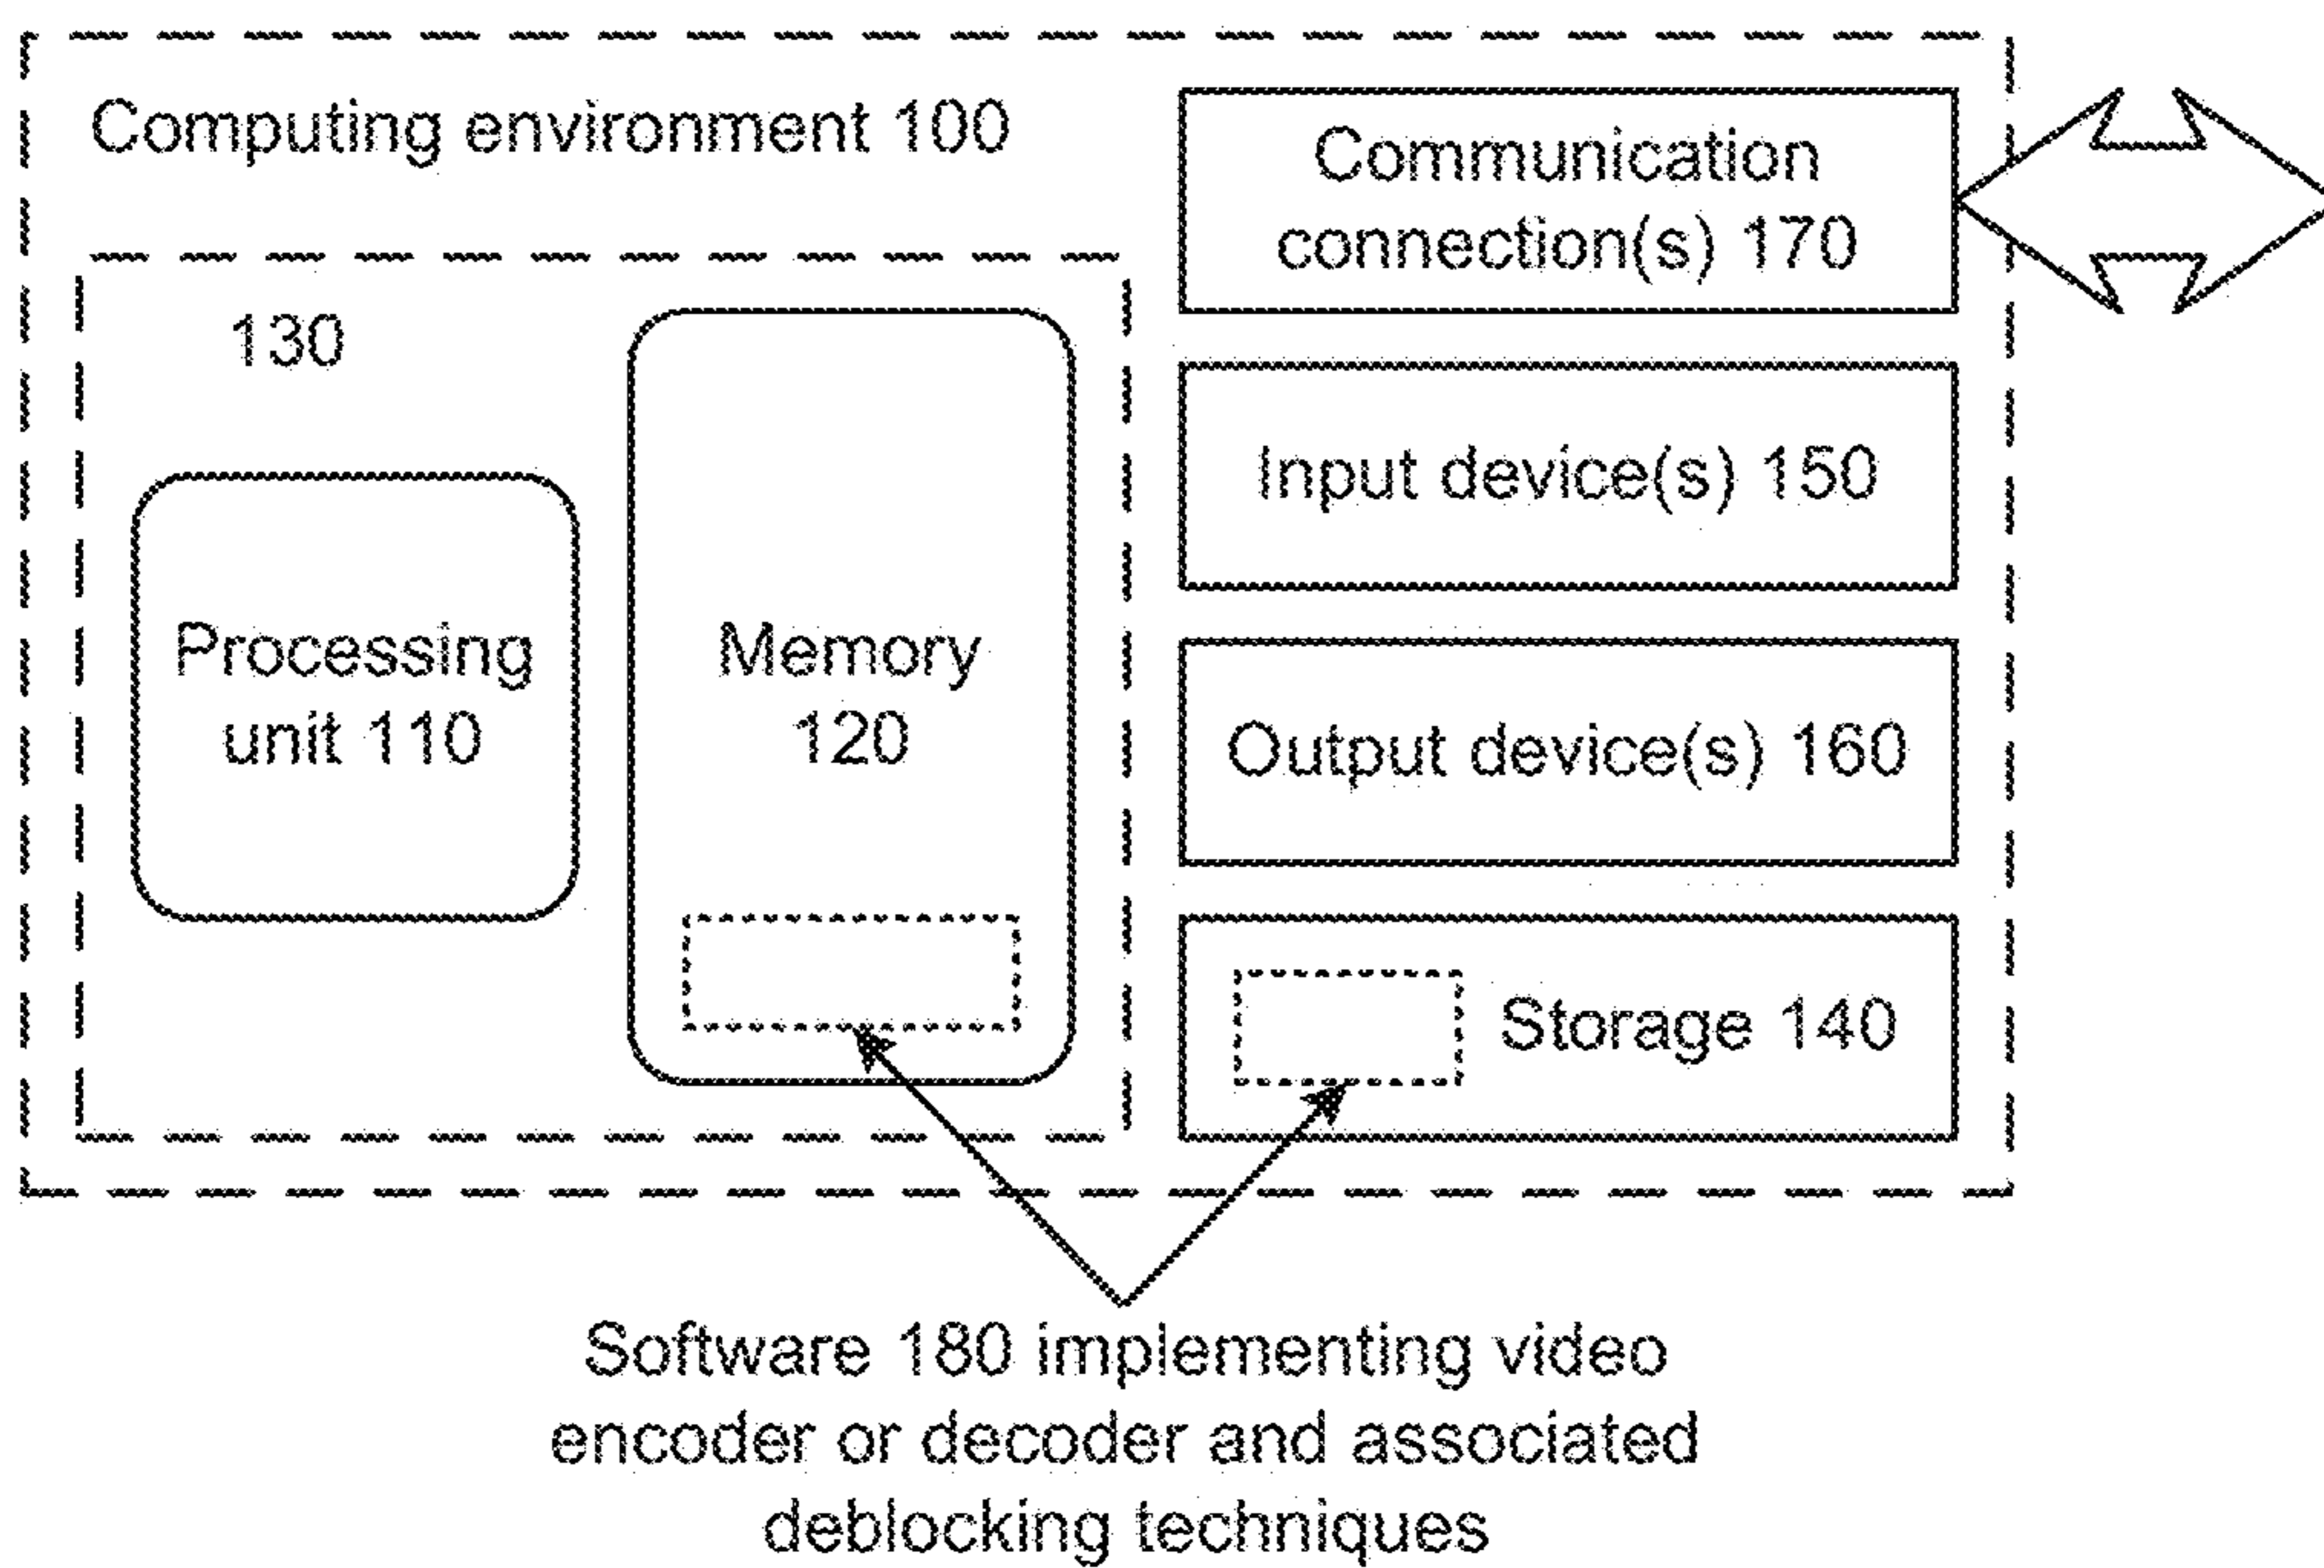 Computing environment 100
Communication
connection(s) 170
130
Input device(s) 150
Processing
unit 110
Memory
120
Output device(s) 160
Storage 140
Software 180 implementing video
encoder or decoder and associated
deblocking techniques